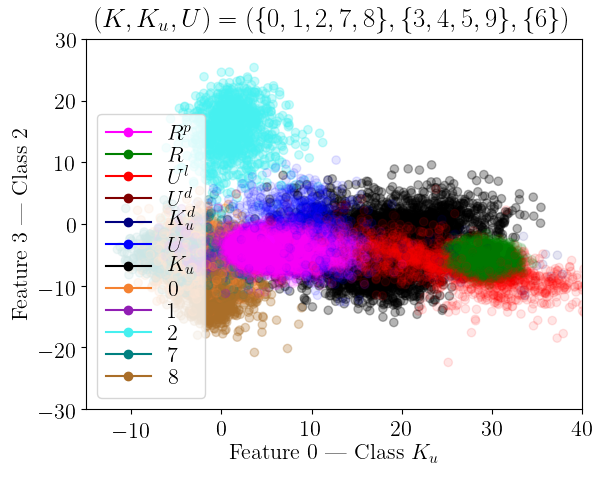 (K, K_u, U) = ({0, 1, 2, 7, 8}, {3, 4, 5, 9}, {6})
30
20
10
0
−10
−20
−30
Feature 3 — Class 2
R^p
R
U^l
U^d
K_u^d
U
K_u
0
1
2
7
8
−10
0
10
20
30
40
Feature 0 — Class K_u